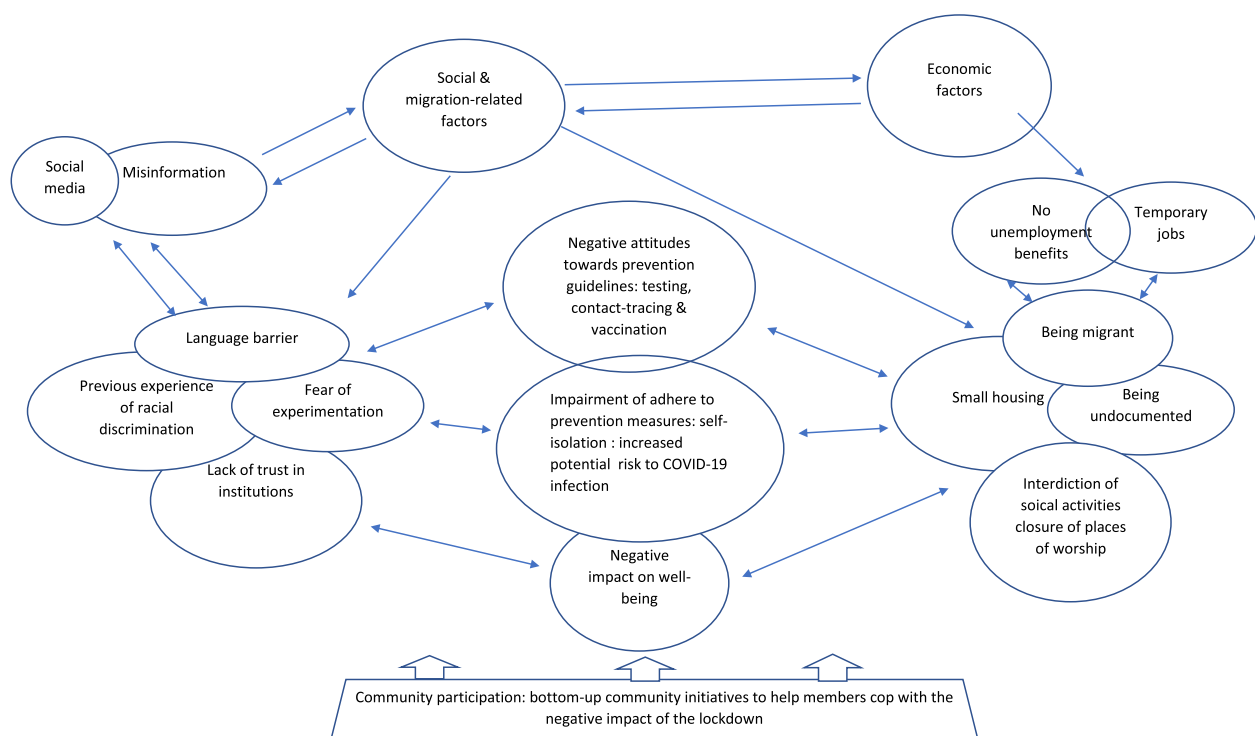 Social &
migration-related
factors
Economic
factors
Social
media
Misinformation
No
unemployment
benefits
Temporary
jobs
Negative attitudes
towards prevention
guidelines: testing,
contact-tracing &
vaccination
Language barrier
Being migrant
Previous experience
of racial
discrimination
Fear of
experimentation
Impairment of adhere to
prevention measures: self-
isolation : increased
potential risk to COVID-19
infection
Small housing
Being
undocumented
Lack of trust in
institutions
Interdiction of
soical activities
closure of places
of worship
Negative
impact on well-
being
Community participation: bottom-up community initiatives to help members cop with the
negative impact of the lockdown